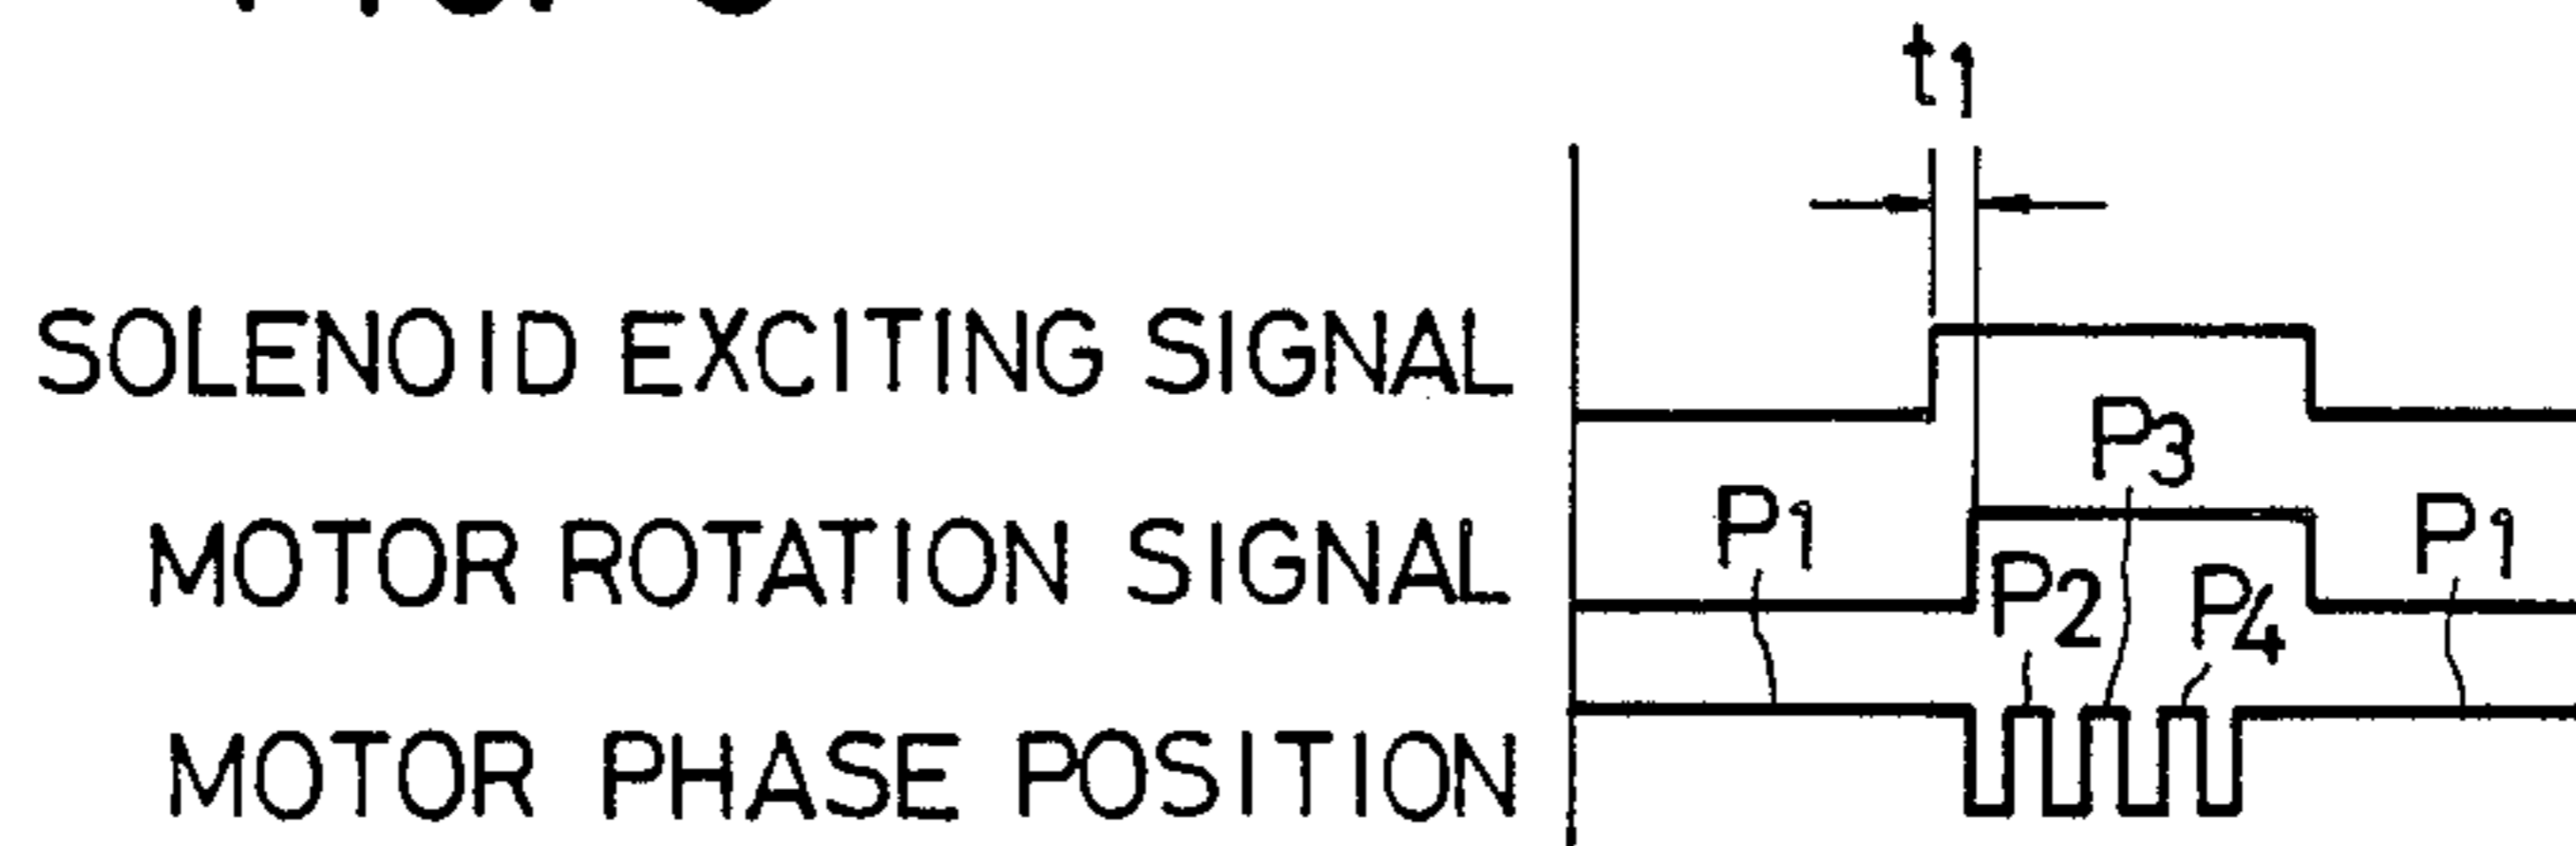 t1
SOLENOID EXCITING SIGNAL
P3
P1
P1
MOTOR ROTATION SIGNAL
P2
P4
MOTOR PHASE POSITION